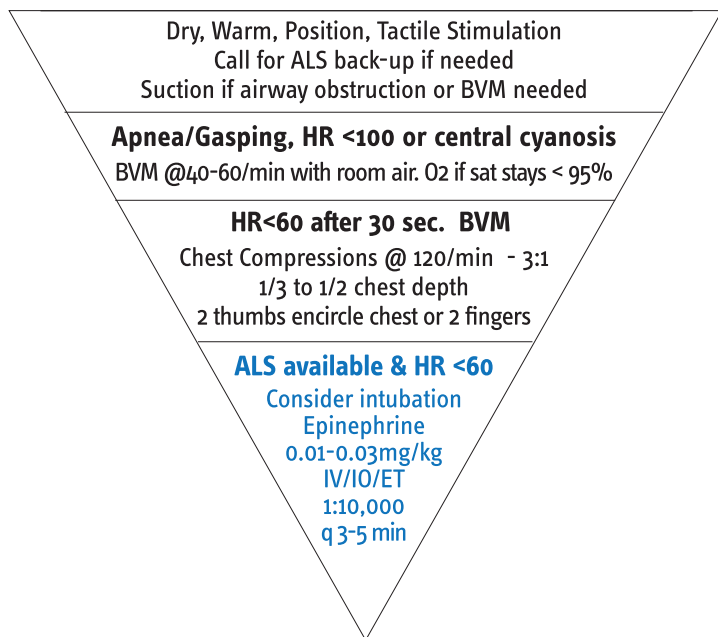 Dry, Warm, Position, Tactile Stimulation
Call for ALS back-up if needed
Suction if airway obstruction or BVM needed
Apnea/Gasping, HR <100 or central cyanosis
BVM @40-60/min with room air. O2 if sat stays < 95%
HR<60 after 30 sec. BVM
Chest Compressions @ 120/min - 3:1
1/3 to 1/2 chest depth
2 thumbs encircle chest or 2 fingers
ALS available & HR <60
Consider intubation
Epinephrine
0.01-0.03mg/kg
IV/IO/ET
1:10,000
q 3-5 min